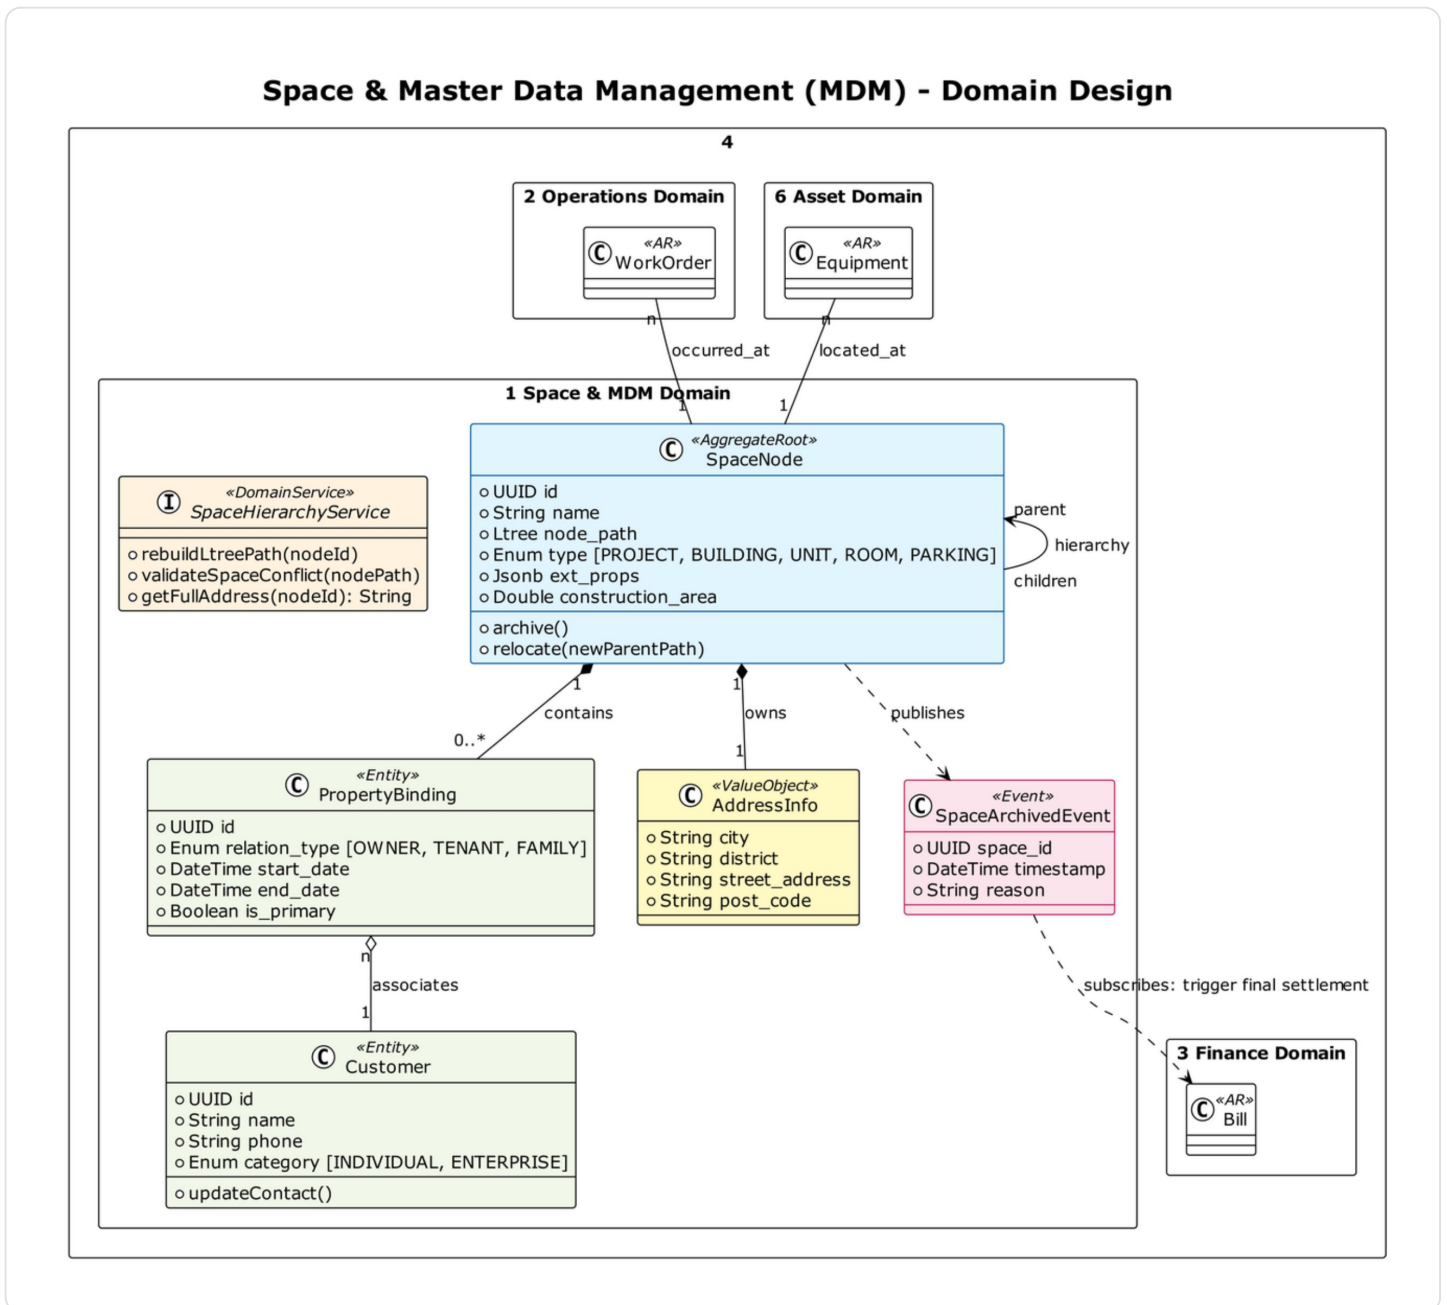 Space & Master Data Management (MDM) - Domain Design
4
2 Operations Domain
C
«AR»
WorkOrder
6 Asset Domain
C
«AR»
Equipment
n
occurred_at
1
n
located_at
1
1 Space & MDM Domain
I
«DomainService»
SpaceHierarchyService
rebuildLtreePath(nodeId)
validateSpaceConflict(nodePath)
getFullAddress(nodeId): String
C
«AggregateRoot»
SpaceNode
UUID id
String name
Ltree node_path
Enum type [PROJECT, BUILDING, UNIT, ROOM, PARKING]
Jsonb ext_props
Double construction_area
archive()
relocate(newParentPath)
parent
hierarchy
children
1
contains
0..*
1
owns
1
publishes
C
«Entity»
PropertyBinding
UUID id
Enum relation_type [OWNER, TENANT, FAMILY]
DateTime start_date
DateTime end_date
Boolean is_primary
C
«ValueObject»
AddressInfo
String city
String district
String street_address
String post_code
C
«Event»
SpaceArchivedEvent
UUID space_id
DateTime timestamp
String reason
n
associates
1
subscribes: trigger final settlement
C
«Entity»
Customer
UUID id
String name
String phone
Enum category [INDIVIDUAL, ENTERPRISE]
updateContact()
3 Finance Domain
C
«AR»
Bill